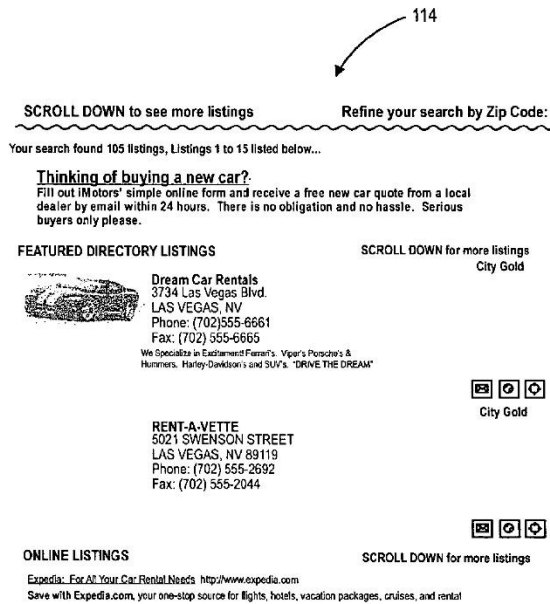 114
SCROLL DOWN to see more listings Refine your search by Zip Code:
Your search found 105 listings, Listings 1 to 15 listed below...
Thinking of buying a new car?
Fill out iMotors' simple online form and receive a free new car quote from a local
dealer by email within 24 hours. There is no obligation and no hassle. Serious
buyers only please.
FEATURED DIRECTORY LISTINGS SCROLL DOWN for more listings
City Gold
Dream Car Rentals
3734 Las Vegas Blvd.
LAS VEGAS, NV
Phone: (702)555-6661
Fax: (702)555-6665
We Specialize in Excitement! Ferrari's. Viper's Porsche's &
Hummers. Harley-Davidson's and SUV's. "DRIVE THE DREAM"
City Gold
RENT-A-VETTE
5021 SWENSON STREET
LAS VEGAS, NV 89119
Phone: (702) 555-2692
Fax: (702) 555-2044
ONLINE LISTINGS SCROLL DOWN for more listings
Expedia: For All Your Car Rental Needs http://www.expedia.com
Save with Expedia.com, your one-stop source for flights, hotels, vacation packages, cruises, and rental